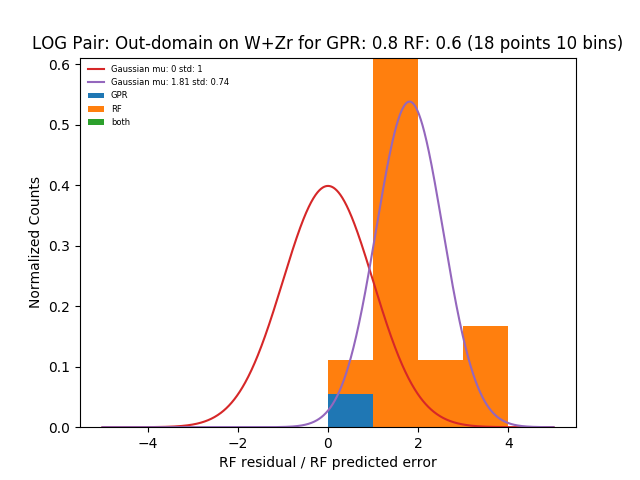 LOG Pair: Out-domain on W+Zr for GPR: 0.8 RF: 0.6 (18 points 10 bins)
Gaussian mu: 0 std: 1
Gaussian mu: 1.81 std: 0.74
GPR
RF
both
Normalized Counts
0.6
0.5
0.4
0.3
0.2
0.1
0.0
−4
−2
0
2
4
RF residual / RF predicted error